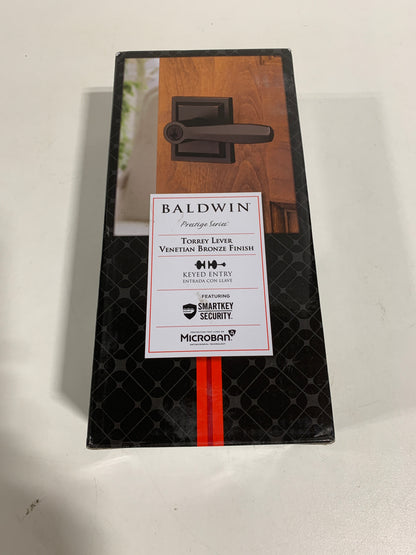 BALDWIN
Prestige Series
TORREY LEVER
VENETIAN BRONZE FINISH
KEYED ENTRY
ENTRADA CON LLAVE
FEATURING
SMARTKEY
SECURITY.
MICROBAN